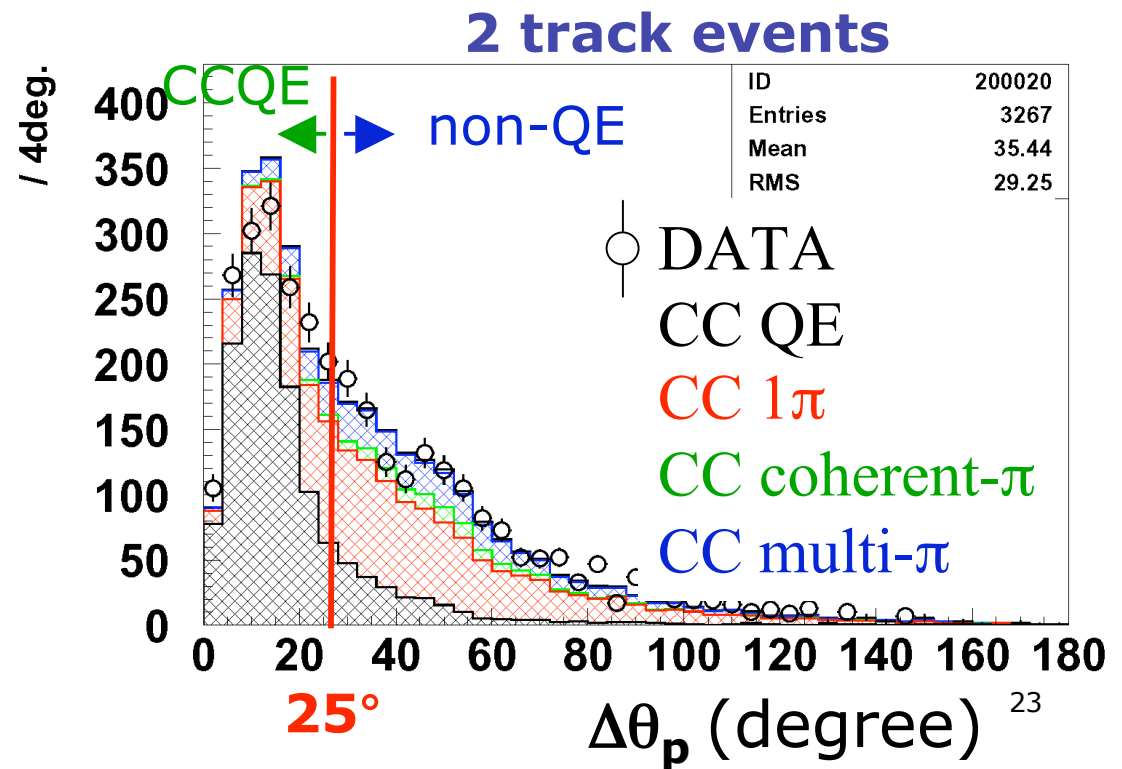 2 track events
/ 4deg.
CCQE
non-QE
ID 200020
Entries 3267
Mean 35.44
RMS 29.25
DATA
CC QE
CC 1π
CC coherent-π
CC multi-π
400
350
300
250
200
150
100
50
0
0 20 40 60 80 100 120 140 160 180
25°
Δθp (degree)
23